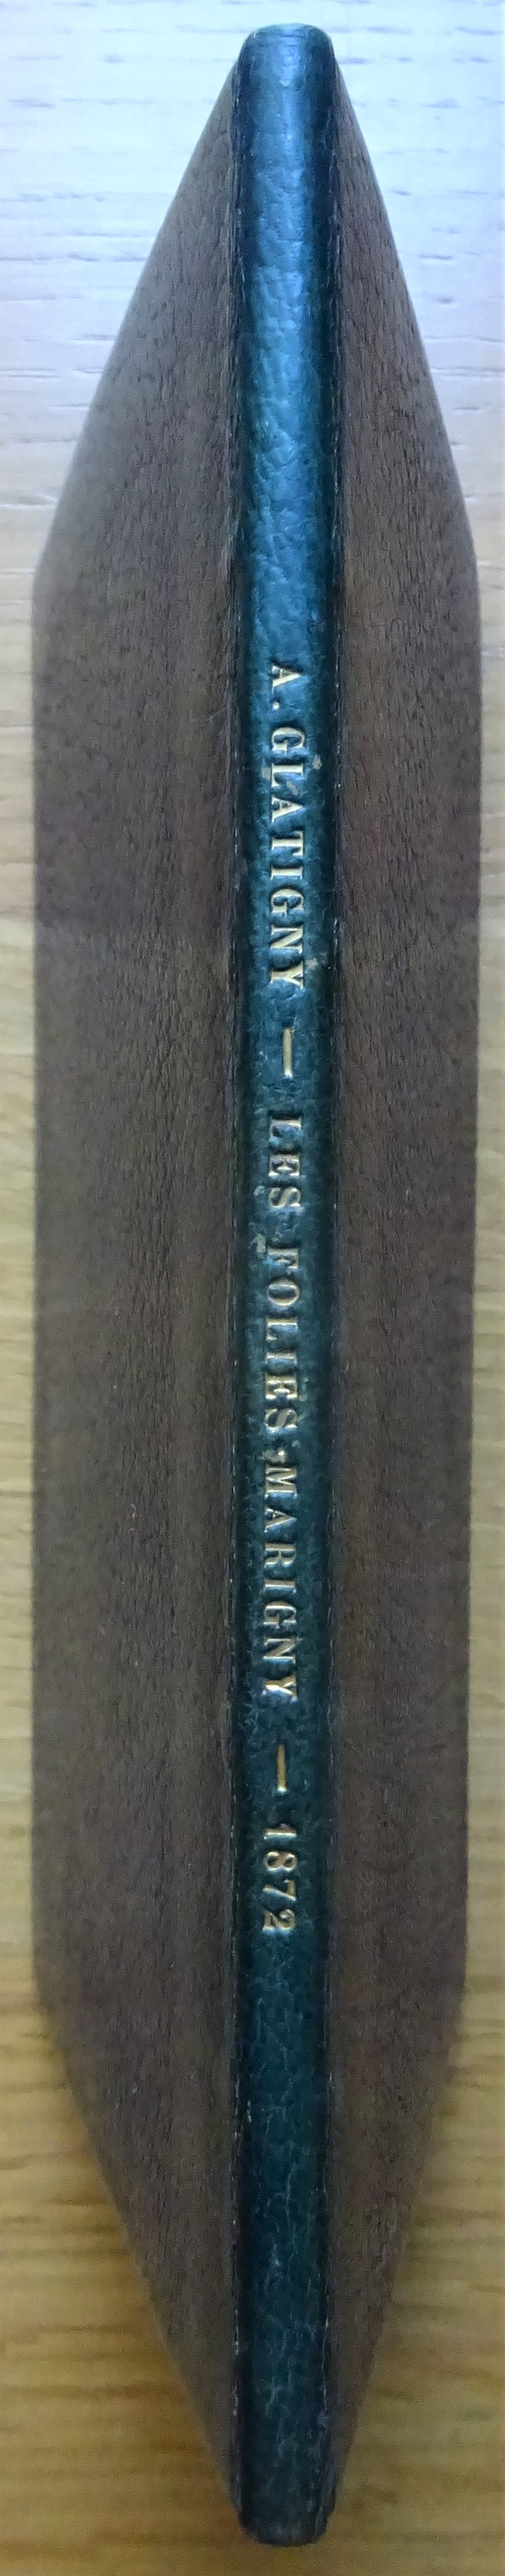 A. GLATIGNY — LES FOLIES-MARIGNY — 1872